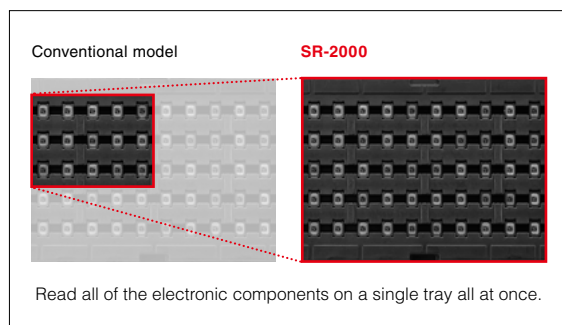 Conventional model
SR-2000
Read all of the electronic components on a single tray all at once.